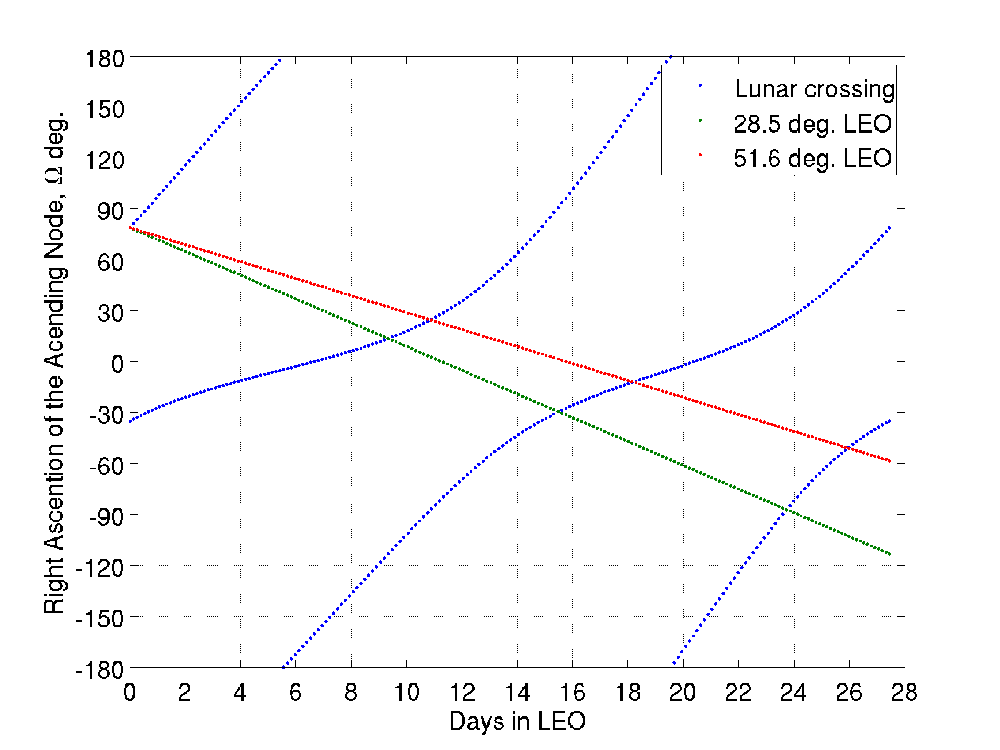 Right Ascention of the Acending Node, Ω deg.
180
150
120
90
60
30
0
-30
-60
-90
-120
-150
-180
Lunar crossing
28.5 deg. LEO
51.6 deg. LEO
0 2 4 6 8 10 12 14 16 18 20 22 24 26 28
Days in LEO